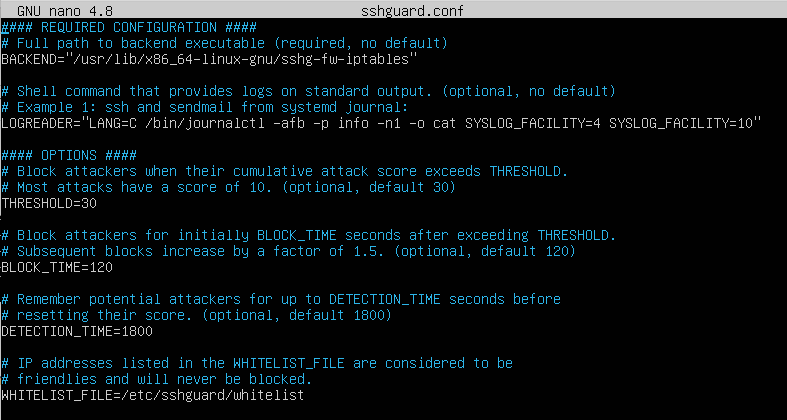 GNU nano 4.8 sshguard.conf
#### REQUIRED CONFIGURATION ####
# Full path to backend executable (required, no default)
BACKEND="/usr/lib/x86_64-linux-gnu/sshg-fw-iptables"
# Shell command that provides logs on standard output. (optional, no default)
# Example 1: ssh and sendmail from systemd journal:
LOGREADER="LANG=C /bin/journalctl -afb -p info -n1 -o cat SYSLOG_FACILITY=4 SYSLOG_FACILITY=10"
#### OPTIONS ####
# Block attackers when their cumulative attack score exceeds THRESHOLD.
# Most attacks have a score of 10. (optional, default 30)
THRESHOLD=30
# Block attackers for initially BLOCK_TIME seconds after exceeding THRESHOLD.
# Subsequent blocks increase by a factor of 1.5. (optional, default 120)
BLOCK_TIME=120
# Remember potential attackers for up to DETECTION_TIME seconds before
# resetting their score. (optional, default 1800)
DETECTION_TIME=1800
# IP addresses listed in the WHITELIST_FILE are considered to be
# friendlies and will never be blocked.
WHITELIST_FILE=/etc/sshguard/whitelist